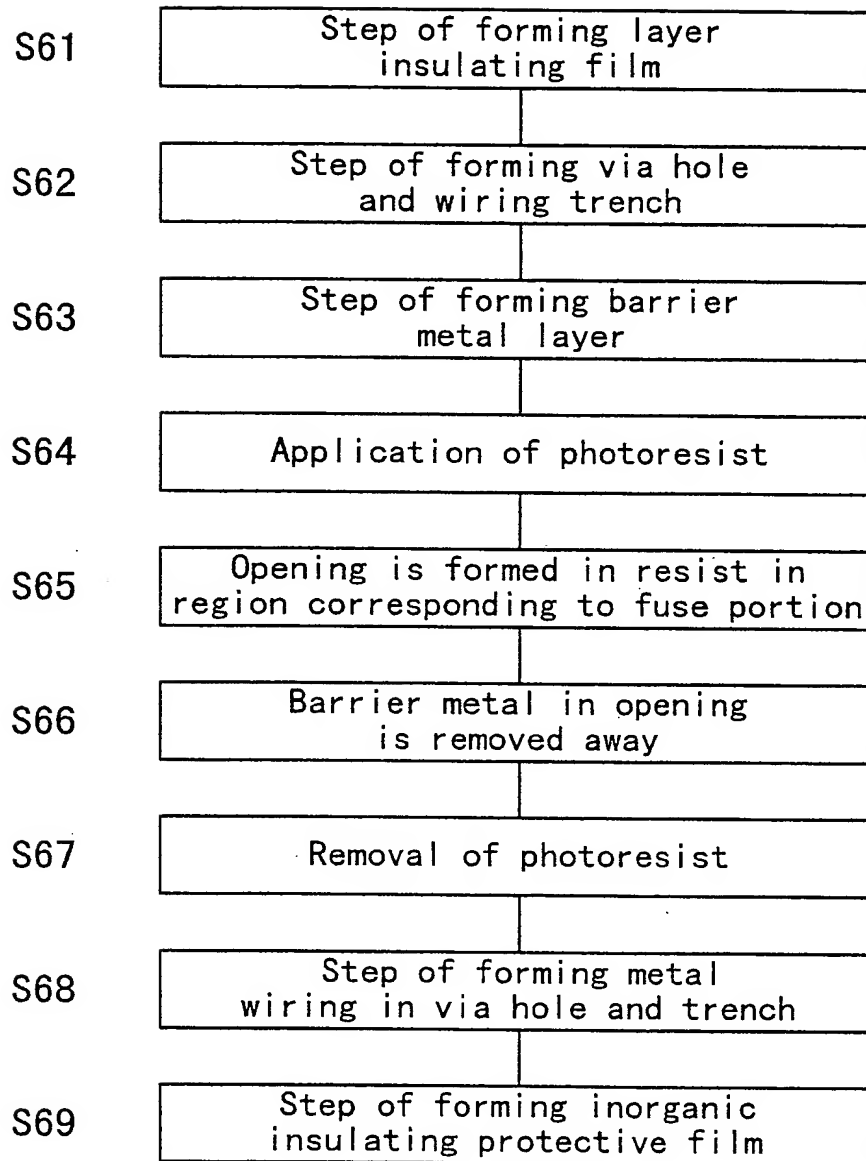 S61
Step of forming layer
insulating film
S62
Step of forming via hole
and wiring trench
S63
Step of forming barrier
metal layer
S64
Application of photoresist
S65
Opening is formed in resist in
region corresponding to fuse portion
S66
Barrier metal in opening
is removed away
S67
Removal of photoresist
S68
Step of forming metal
wiring in via hole and trench
S69
Step of forming inorganic
insulating protective film